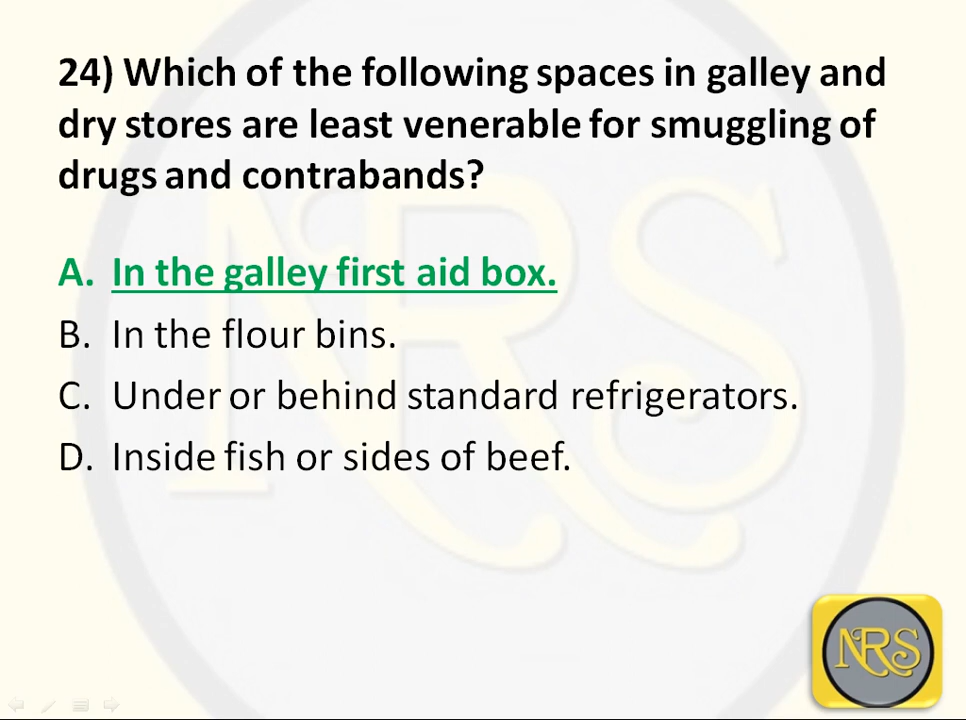 24) Which of the following spaces in galley and
dry stores are least venerable for smuggling of
drugs and contrabands?
A. In the galley first aid box.
B. In the flour bins.
C. Under or behind standard refrigerators.
D. Inside fish or sides of beef.
NRS
NRS